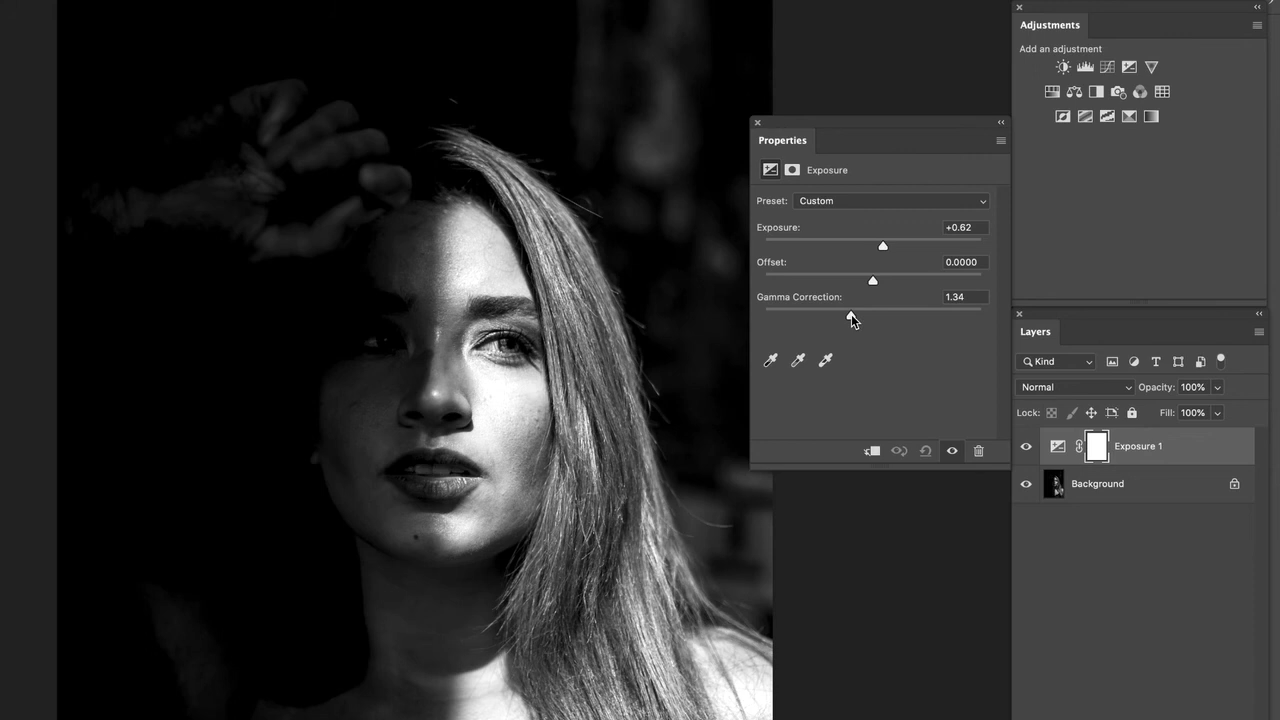 Adjustments
Add an adjustment
Properties
Exposure
Preset: Custom
Exposure: +0.62
Offset: 0.0000
Gamma Correction: 1.34
Layers
Kind
Normal Opacity: 100%
Lock: Fill: 100%
Exposure 1
Background